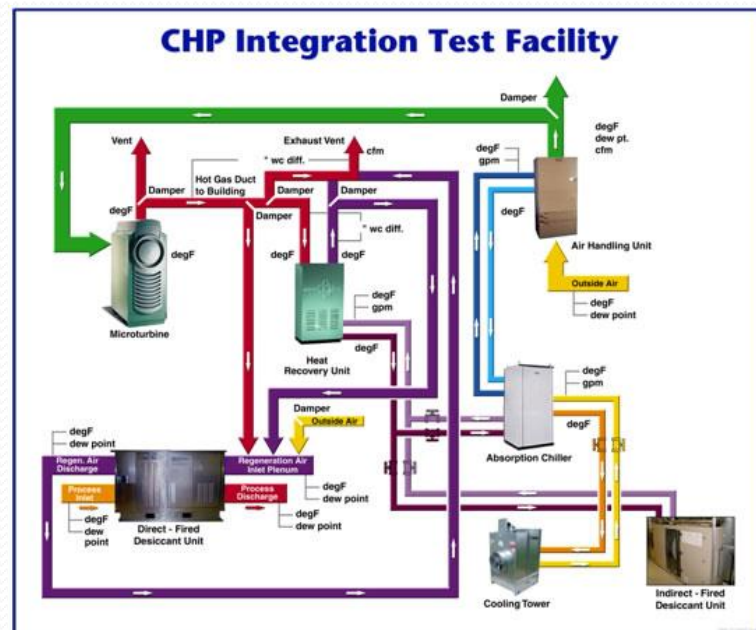 CHP Integration Test Facility
Damper
Vent
Exhaust Vent
cfm
" wc diff.
degF
dew pt.
cfm
degF
gpm
Hot Gas Duct
to Building
Damper
Damper
Damper
Damper
degF
degF
" wc diff.
degF
degF
degF
Air Handling Unit
Outside Air
degF
dew point
Microturbine
degF
gpm
degF
Heat
Recovery Unit
degF
gpm
degF
Absorption Chiller
Damper
Outside Air
degF
dew point
Regen. Air
Discharge
Regeneration Air
Inlet Plenum
degF
dew point
Process
Inlet
Process
Discharge
degF
dew
point
degF
dew point
Direct - Fired
Desiccant Unit
Cooling Tower
Indirect - Fired
Desiccant Unit